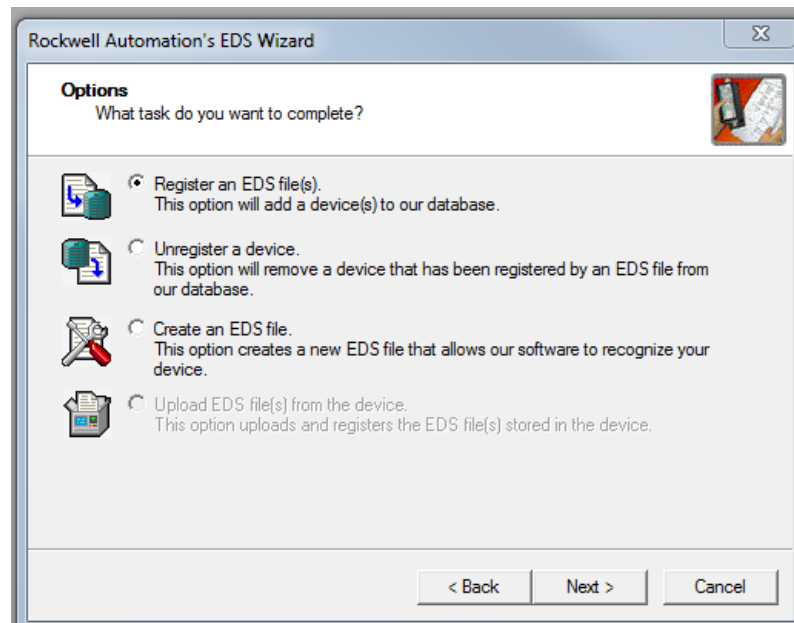 Rockwell Automation's EDS Wizard
Options
What task do you want to complete?
Register an EDS file(s).
This option will add a device(s) to our database.
Unregister a device.
This option will remove a device that has been registered by an EDS file from
our database.
Create an EDS file.
This option creates a new EDS file that allows our software to recognize your
device.
Upload EDS file(s) from the device.
This option uploads and registers the EDS file(s) stored in the device.
< Back Next > Cancel